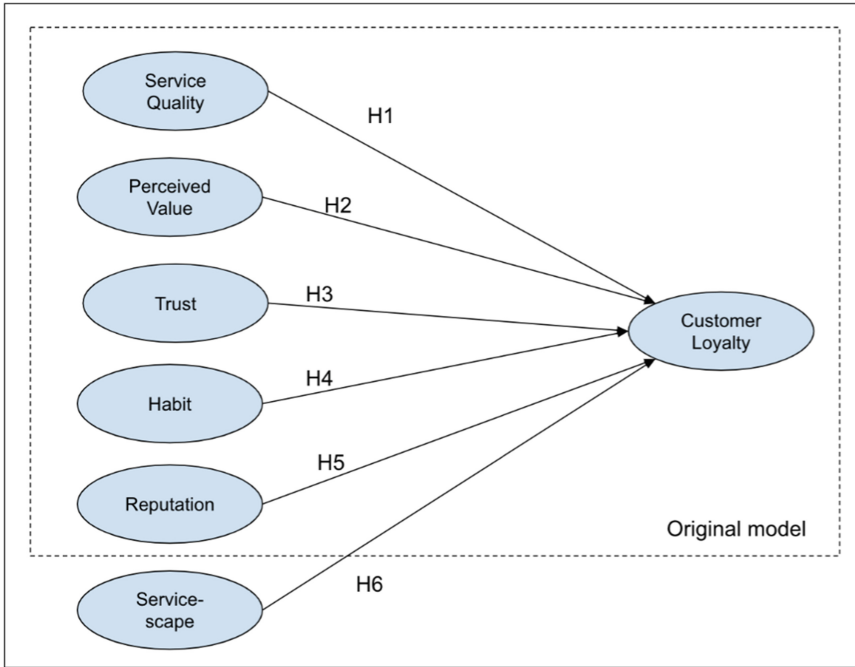 Service
Quality
H1
Perceived
Value
H2
Trust
H3
Customer
Loyalty
Habit
H4
Reputation
H5
Original model
Service-
scape
H6